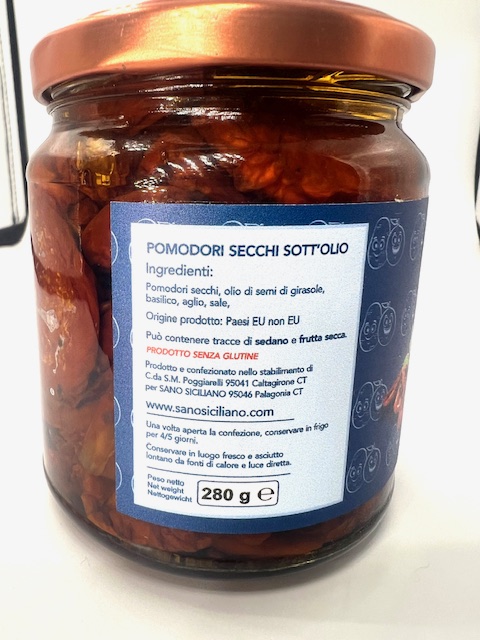 POMODORI SECCHI SOTT'OLIO
Ingredienti:
Pomodori secchi, olio di semi di girasole,
basilico, aglio, sale,
Origine prodotto: Paesi EU non EU
Può contenere tracce di sedano e frutta secca.
PRODOTTO SENZA GLUTINE
Prodotto e confezionato nello stabilimento di
C.da S.M. Poggiarelli 95041 Caltagirone CT
per SANO SICILIANO 95046 Palagonia CT
www.sanosiciliano.com
Una volta aperta la confezione, conservare in frigo
per 4/5 giorni.
Conservare in luogo fresco e asciutto
lontano da fonti di calore e luce diretta.
Peso netto
Net weight
Nettogewicht
280 g e